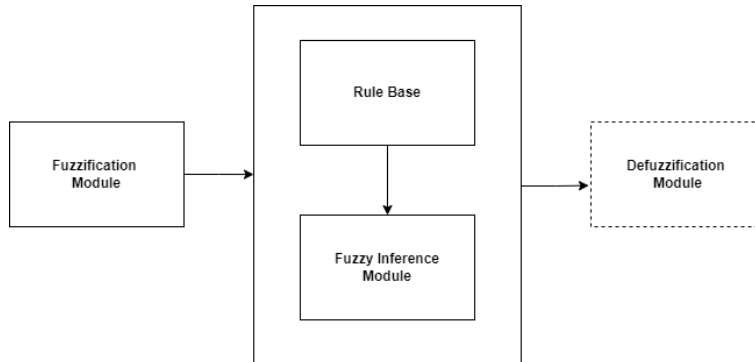 Fuzzification
Module
Rule Base
Fuzzy Inference
Module
Defuzzification
Module